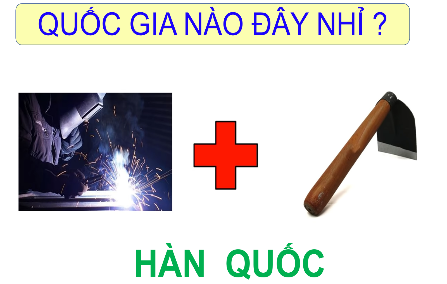 QUỐC GIA NÀO ĐÂY NHỈ ?
HÀN QUỐC